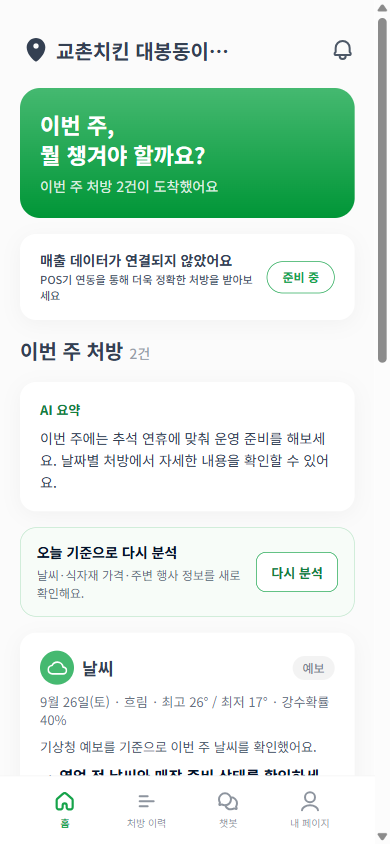 교촌치킨 대봉동이…
이번 주,
뭘 챙겨야 할까요?
이번 주 처방 2건이 도착했어요
매출 데이터가 연결되지 않았어요
POS기 연동을 통해 더욱 정확한 처방을 받아보
세요
준비 중
이번 주 처방 2건
AI 요약
이번 주에는 추석 연휴에 맞춰 운영 준비를 해보세
요. 날짜별 처방에서 자세한 내용을 확인할 수 있어
요.
오늘 기준으로 다시 분석
날씨·식자재 가격·주변 행사 정보를 새로
확인해요.
다시 분석
날씨
예보
9월 26일(토) · 흐림 · 최고 26° / 최저 17° · 강수확률
40%
기상청 예보를 기준으로 이번 주 날씨를 확인했어요.
영업 전 날씨와 매장 준비 상태를 확인하세
홈
처방 이력
챗봇
내 페이지